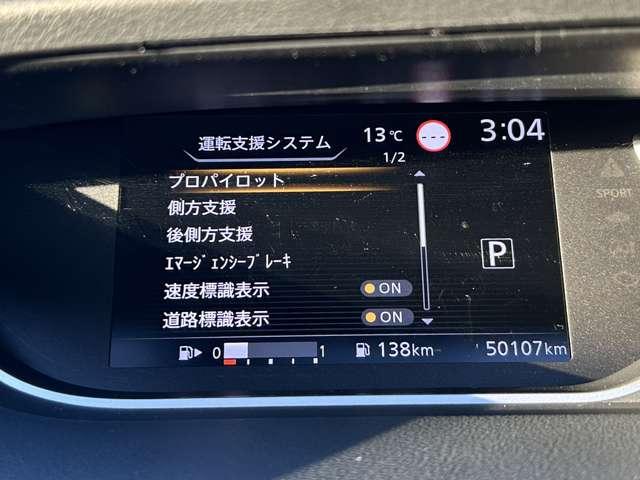 運転支援システム 13℃ --- 3:04
1/2
プロパイロット
側方支援
後側方支援
ｴﾏｰｼﾞｪﾝｼｰﾌﾞﾚｰｷ
速度標識表示 ON
道路標識表示 ON
P
SPORT
0 1 138km 50107km